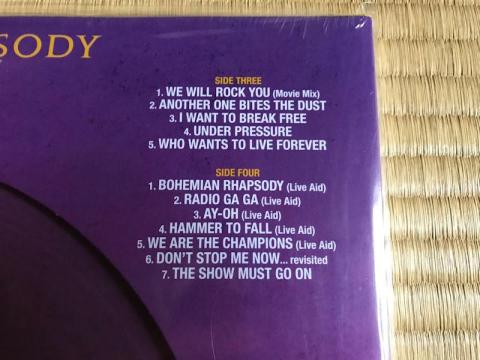 SODY
SIDE THREE
1. WE WILL ROCK YOU (Movie Mix)
2. ANOTHER ONE BITES THE DUST
3. I WANT TO BREAK FREE
4. UNDER PRESSURE
5. WHO WANTS TO LIVE FOREVER
SIDE FOUR
1. BOHEMIAN RHAPSODY (Live Aid)
2. RADIO GA GA (Live Aid)
3. AY-OH (Live Aid)
4. HAMMER TO FALL (Live Aid)
5. WE ARE THE CHAMPIONS (Live Aid)
6. DON'T STOP ME NOW... revisited
7. THE SHOW MUST GO ON